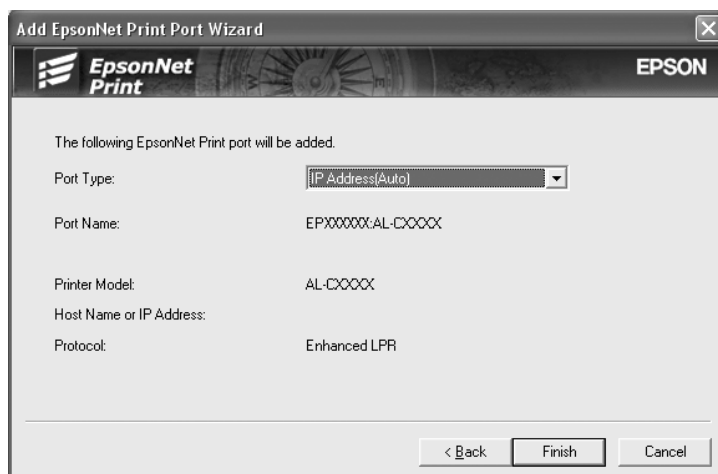 Add EpsonNet Print Port Wizard
EpsonNet
Print
EPSON
The following EpsonNet Print port will be added.
Port Type: IP Address(Auto)
Port Name: EPXXXXXX:AL-CXXXX
Printer Model: AL-CXXXX
Host Name or IP Address:
Protocol: Enhanced LPR
< Back Finish Cancel